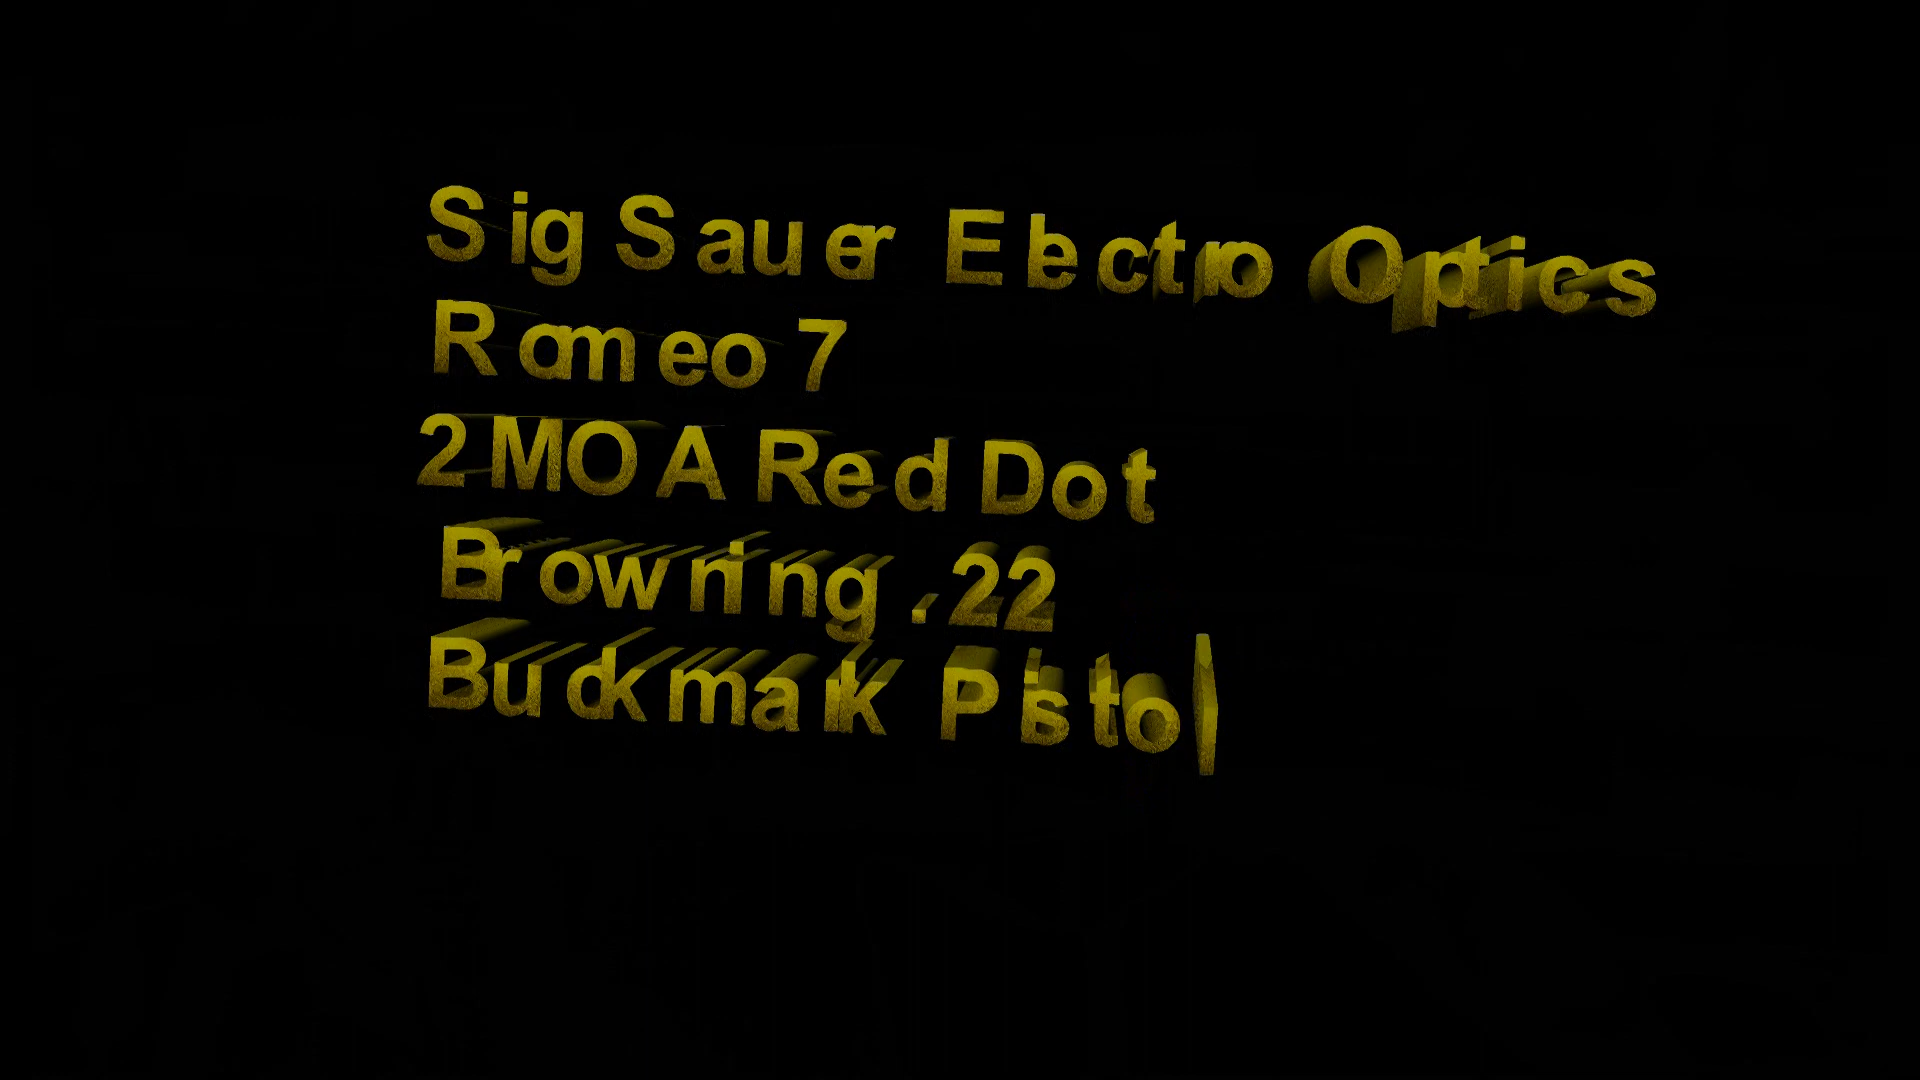 Sig Sauer Electro Optics
Romeo 7
2 MOA Red Dot
Browning .22
Buckmark Pistol